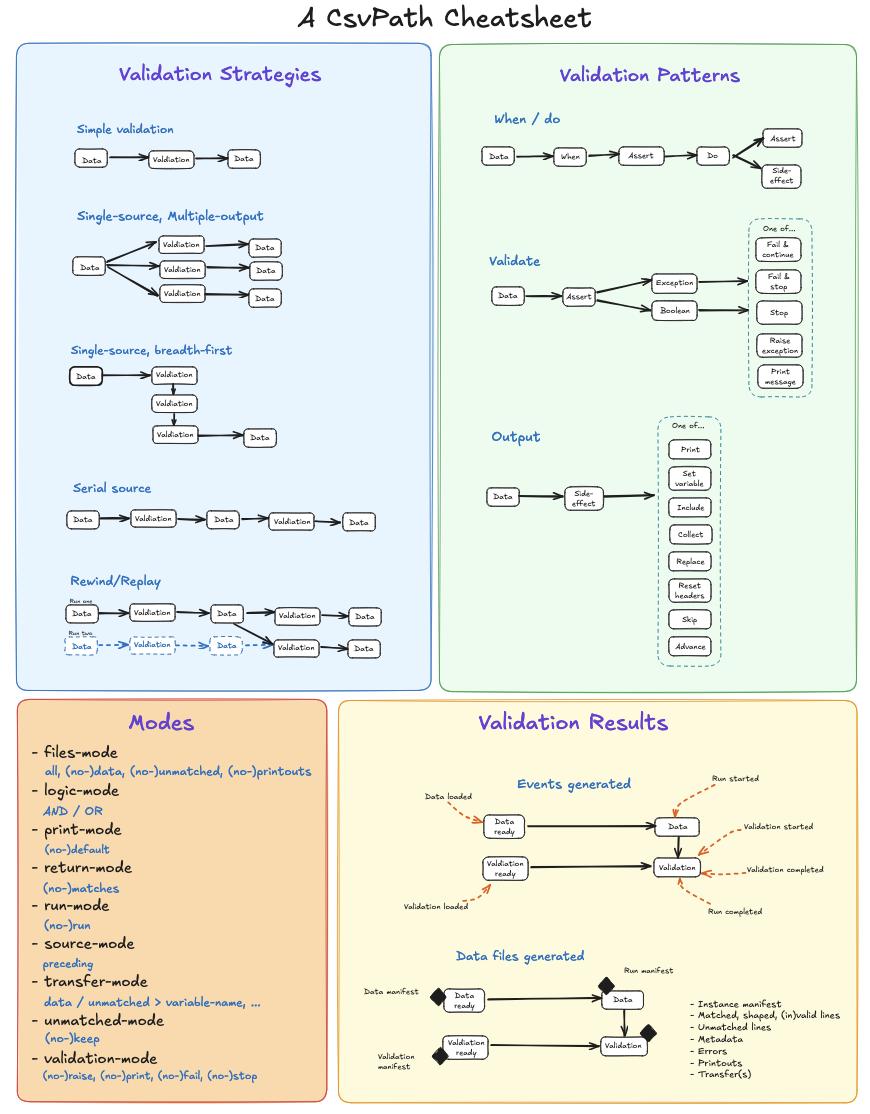 A CsvPath Cheatsheet
Validation Strategies
Simple validation
Data
Valdiation
Data
Single-source, Multiple-output
Data
Valdiation
Data
Valdiation
Data
Valdiation
Data
Single-source, breadth-first
Data
Valdiation
Valdiation
Valdiation
Data
Serial source
Data
Valdiation
Data
Valdiation
Data
Rewind/Replay
Run one
Data
Valdiation
Data
Valdiation
Data
Run two
Data
Valdiation
Data
Valdiation
Data
Validation Patterns
When / do
Data
When
Assert
Do
Assert
Side-
effect
Validate
Data
Assert
Exception
Boolean
One of...
Fail &
continue
Fail &
stop
Stop
Raise
exception
Print
message
Output
Data
Side-
effect
One of...
Print
Set
variable
Include
Collect
Replace
Reset
headers
Skip
Advance
Modes
- files-mode
all, (no-)data, (no-)unmatched, (no-)printouts
- logic-mode
AND / OR
- print-mode
(no-)default
- return-mode
(no-)matches
- run-mode
(no-)run
- source-mode
preceding
- transfer-mode
data / unmatched > variable-name, ...
- unmatched-mode
(no-)keep
- validation-mode
(no-)raise, (no-)print, (no-)fail, (no-)stop
Validation Results
Events generated
Data loaded
Data
ready
Data
Run started
Validation started
Valdiation
ready
Validation
Validation completed
Validation loaded
Run completed
Data files generated
Data manifest
Data
ready
Run manifest
Data
Valdiation
ready
Validation
Validation
manifest
- Instance manifest
- Matched, shaped, (in)valid lines
- Unmatched lines
- Metadata
- Errors
- Printouts
- Transfer(s)